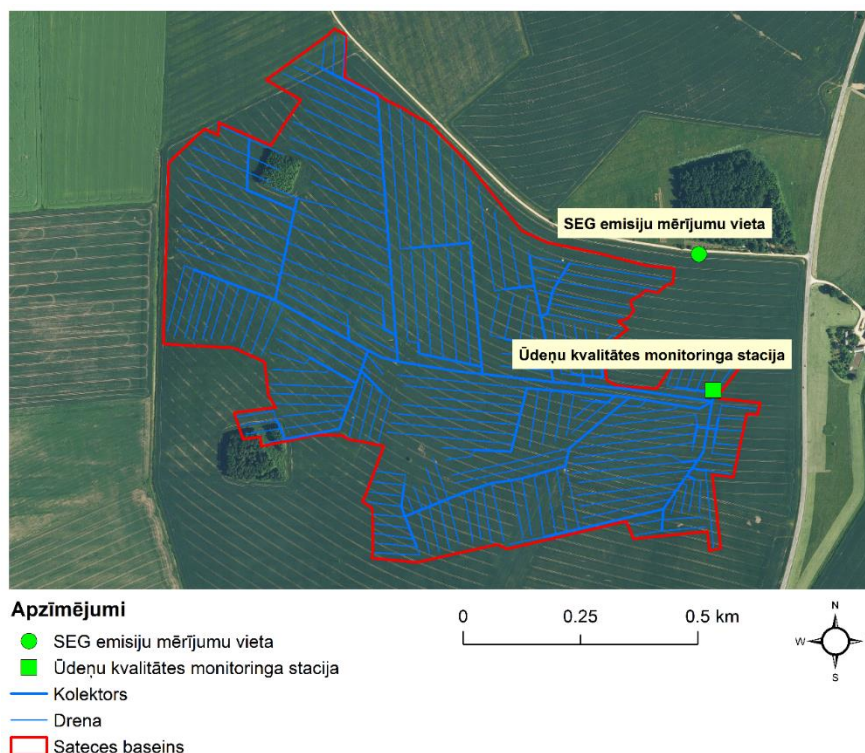 SEG emisiju mērījumu vieta
Ūdeņu kvalitātes monitoringa stacija
Apzīmējumi
SEG emisiju mērījumu vieta
Ūdeņu kvalitātes monitoringa stacija
Kolektors
Drena
Sateces baseins
0 0.25 0.5 km
N
W E
S